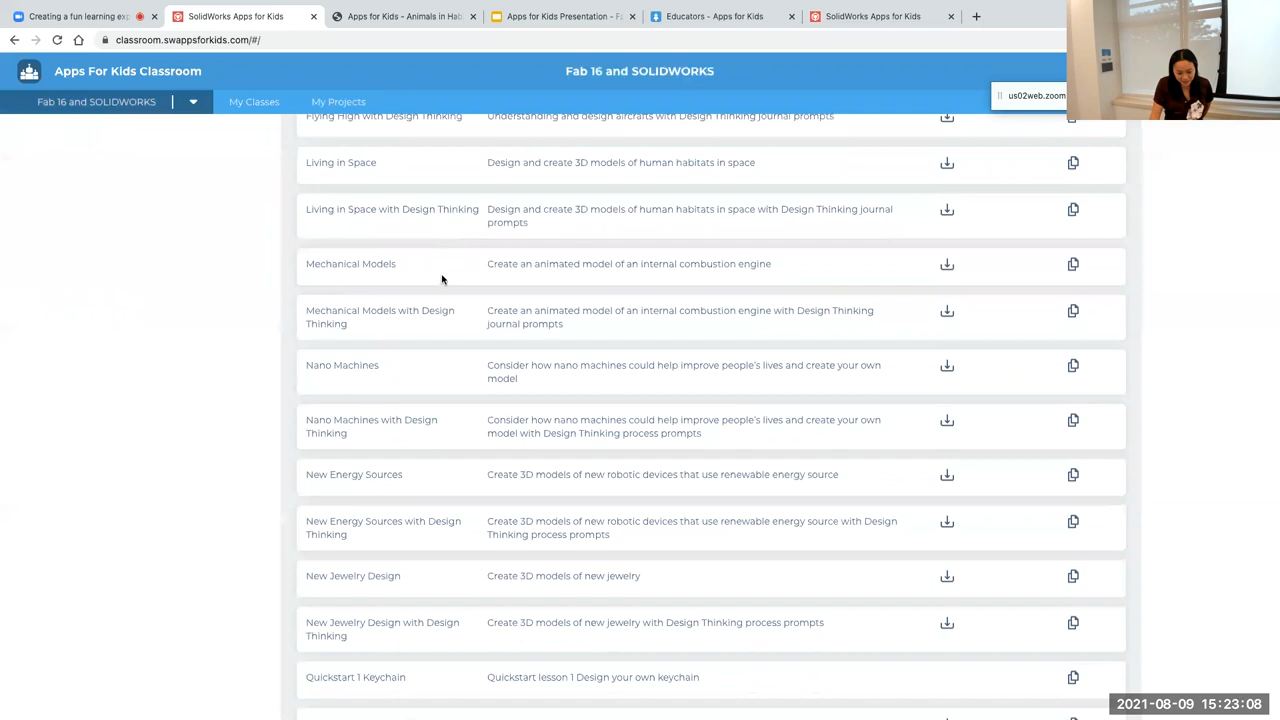 Creating a fun learning exp
SolidWorks Apps for Kids
Apps for Kids - Animals in Hab
Apps for Kids Presentation - Fa
Educators - Apps for Kids
SolidWorks Apps for Kids
classroom.swappsforkids.com/#/
Apps For Kids Classroom
Fab 16 and SOLIDWORKS
us02web.zoom
Fab 16 and SOLIDWORKS
My Classes
My Projects
Flying High with Design Thinking
Understanding and design aircrafts with Design Thinking journal prompts
Living in Space
Design and create 3D models of human habitats in space
Living in Space with Design Thinking
Design and create 3D models of human habitats in space with Design Thinking journal
prompts
Mechanical Models
Create an animated model of an internal combustion engine
Mechanical Models with Design
Thinking
Create an animated model of an internal combustion engine with Design Thinking
journal prompts
Nano Machines
Consider how nano machines could help improve people's lives and create your own
model
Nano Machines with Design
Thinking
Consider how nano machines could help improve people's lives and create your own
model with Design Thinking process prompts
New Energy Sources
Create 3D models of new robotic devices that use renewable energy source
New Energy Sources with Design
Thinking
Create 3D models of new robotic devices that use renewable energy source with Design
Thinking process prompts
New Jewelry Design
Create 3D models of new jewelry
New Jewelry Design with Design
Thinking
Create 3D models of new jewelry with Design Thinking process prompts
Quickstart 1 Keychain
Quickstart lesson 1 Design your own keychain
2021-08-09 15:23:08